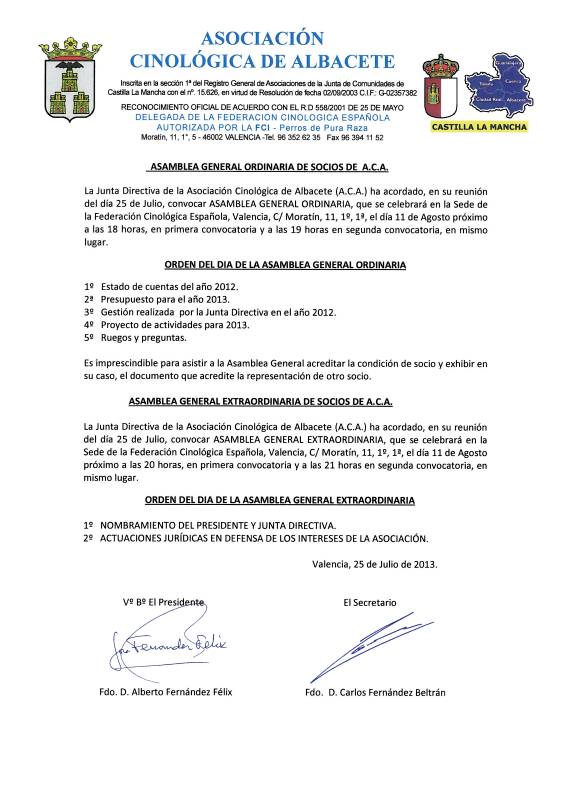 ASOCIACIÓN
CINOLÓGICA DE ALBACETE
Inscrita en la sección 1ª del Registro General de Asociaciones de la Junta de Comunidades de
Castilla La Mancha con el nº. 15.626, en virtud de Resolución de fecha 02/09/2003 C.I.F.: G-02357382
RECONOCIMIENTO OFICIAL DE ACUERDO CON EL R.D 558/2001 DE 25 DE MAYO
DELEGADA DE LA FEDERACION CINOLOGICA ESPAÑOLA
AUTORIZADA POR LA FCI - Perros de Pura Raza
Moratín, 11, 1°, 5 - 46002 VALENCIA -Tel. 96 352 62 35 Fax 96 394 11 52
Guadalajara
Toledo
Cuenca
Ciudad Real
Albacete
CASTILLA LA MANCHA
ASAMBLEA GENERAL ORDINARIA DE SOCIOS DE A.C.A.
La Junta Directiva de la Asociación Cinológica de Albacete (A.C.A.) ha acordado, en su reunión
del día 25 de Julio, convocar ASAMBLEA GENERAL ORDINARIA, que se celebrará en la Sede de
la Federación Cinológica Española, Valencia, C/ Moratín, 11, 1º, 1ª, el día 11 de Agosto próximo
a las 18 horas, en primera convocatoria y a las 19 horas en segunda convocatoria, en mismo
lugar.
ORDEN DEL DIA DE LA ASAMBLEA GENERAL ORDINARIA
1º Estado de cuentas del año 2012.
2ª Presupuesto para el año 2013.
3º Gestión realizada por la Junta Directiva en el año 2012.
4º Proyecto de actividades para 2013.
5º Ruegos y preguntas.
Es imprescindible para asistir a la Asamblea General acreditar la condición de socio y exhibir en
su caso, el documento que acredite la representación de otro socio.
ASAMBLEA GENERAL EXTRAORDINARIA DE SOCIOS DE A.C.A.
La Junta Directiva de la Asociación Cinológica de Albacete (A.C.A.) ha acordado, en su reunión
del día 25 de Julio, convocar ASAMBLEA GENERAL EXTRAORDINARIA, que se celebrará en la
Sede de la Federación Cinológica Española, Valencia, C/ Moratín, 11, 1º, 1ª, el día 11 de Agosto
próximo a las 20 horas, en primera convocatoria y a las 21 horas en segunda convocatoria, en
mismo lugar.
ORDEN DEL DIA DE LA ASAMBLEA GENERAL EXTRAORDINARIA
1º NOMBRAMIENTO DEL PRESIDENTE Y JUNTA DIRECTIVA.
2º ACTUACIONES JURÍDICAS EN DEFENSA DE LOS INTERESES DE LA ASOCIACIÓN.
Valencia, 25 de Julio de 2013.
Vº Bº El Presidente
El Secretario
Fernandez Félix
Fdo. D. Alberto Fernández Félix
Fdo. D. Carlos Fernández Beltrán